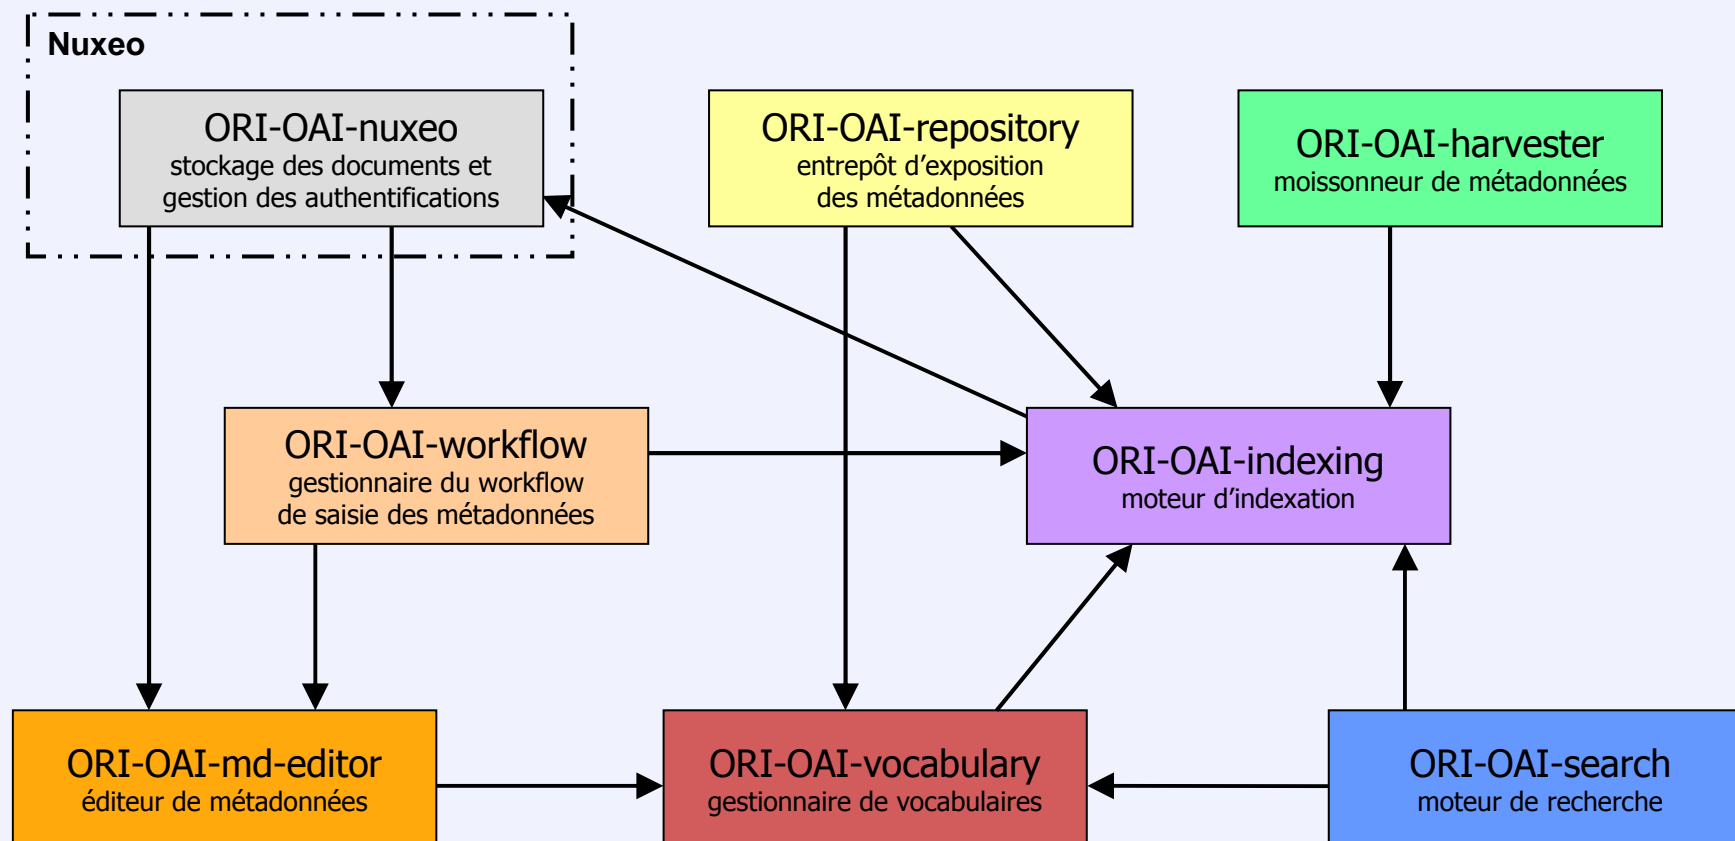 Nuxeo
ORI-OAI-nuxeo
stockage des documents et
gestion des authentifications
ORI-OAI-repository
entrepôt d’exposition
des métadonnées
ORI-OAI-harvester
moissonneur de métadonnées
ORI-OAI-workflow
gestionnaire du workflow
de saisie des métadonnées
ORI-OAI-indexing
moteur d’indexation
ORI-OAI-md-editor
éditeur de métadonnées
ORI-OAI-vocabulary
gestionnaire de vocabulaires
ORI-OAI-search
moteur de recherche